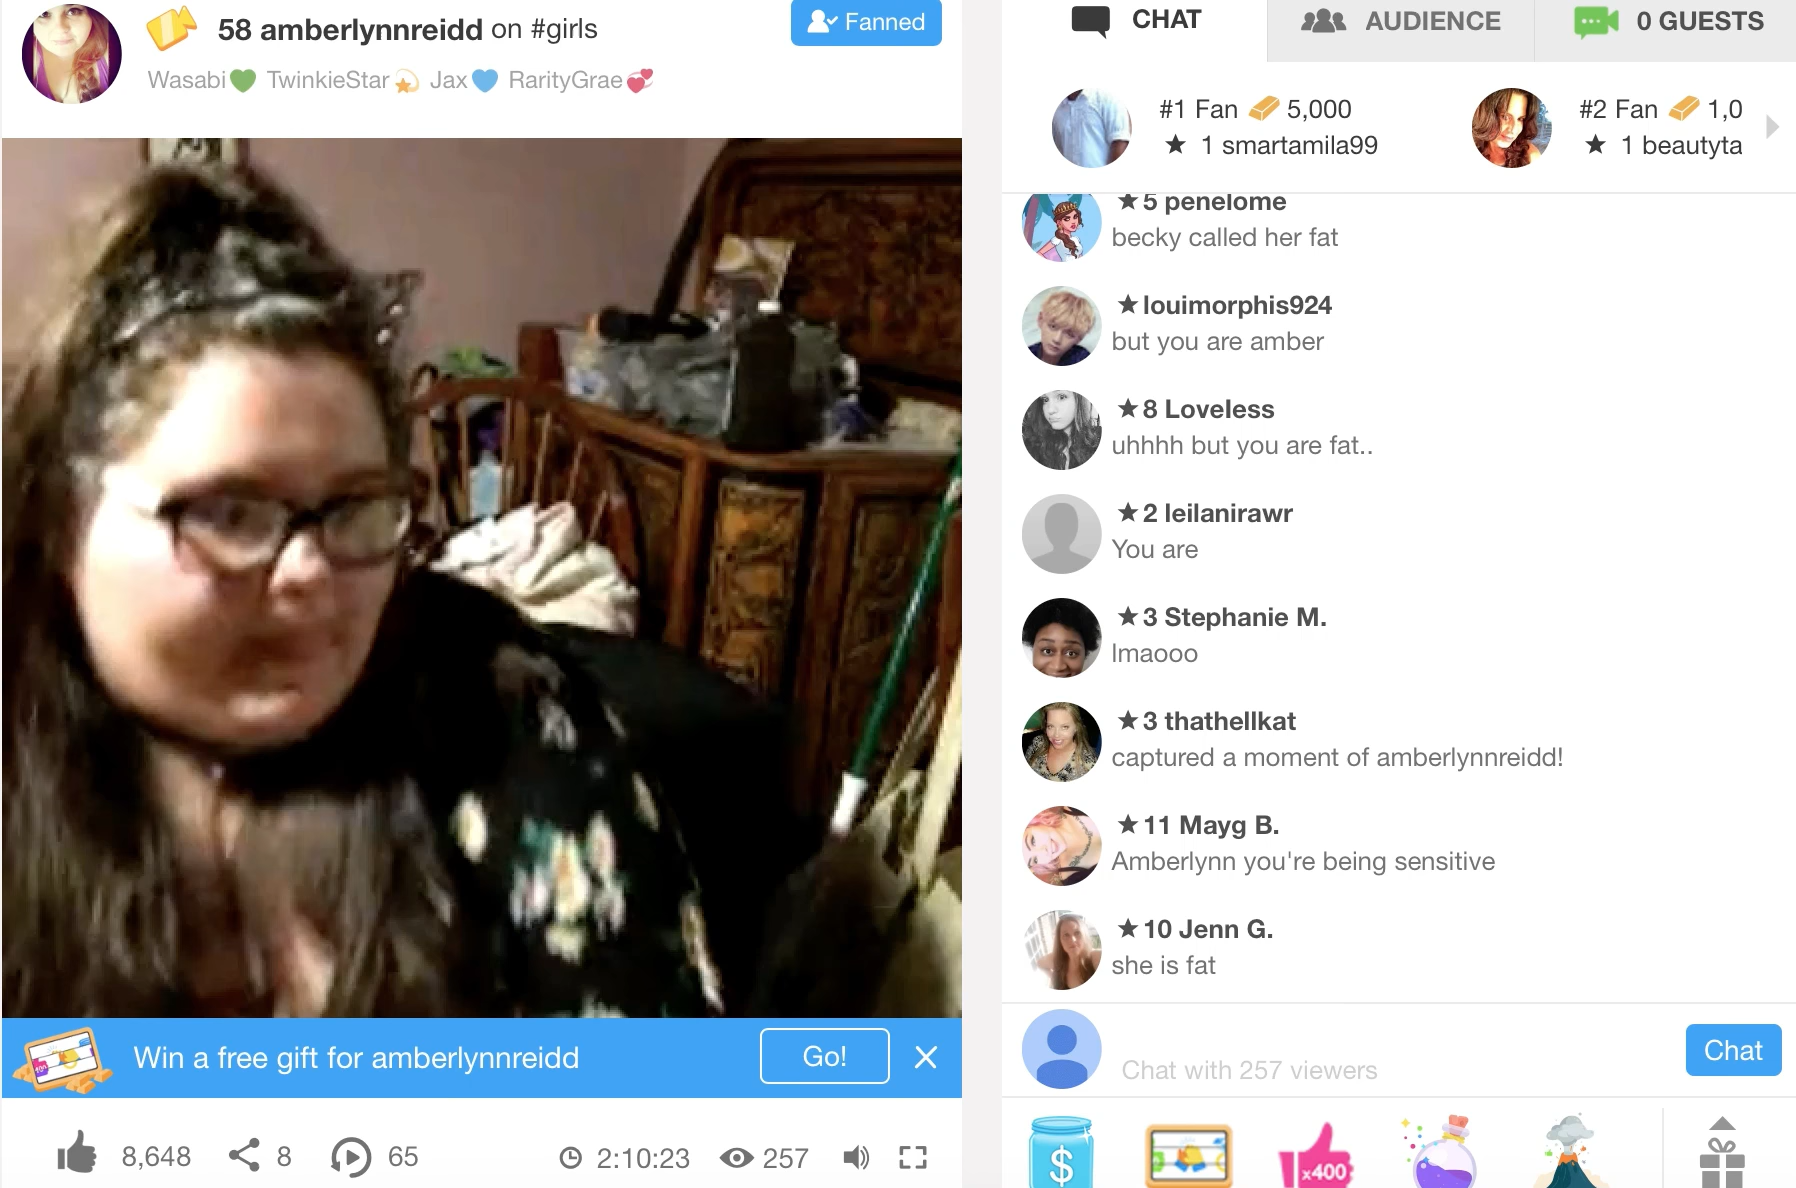 58 amberlynnreidd on #girls
Fanned
Wasabi💚 TwinkieStar💫 Jax💙 RarityGrae💞
CHAT
AUDIENCE
0 GUESTS
#1 Fan 5,000
★ 1 smartamila99
#2 Fan 1,0
★ 1 beautyta
★5 penelome
becky called her fat
★louimorphis924
but you are amber
★8 Loveless
uhhhh but you are fat..
★2 leilanirawr
You are
★3 Stephanie M.
lmaooo
★3 thathellkat
captured a moment of amberlynnreidd!
★11 Mayg B.
Amberlynn you're being sensitive
★10 Jenn G.
she is fat
Win a free gift for amberlynnreidd
Go!
Chat with 257 viewers
Chat
8,648
8
65
2:10:23
257
$
x400